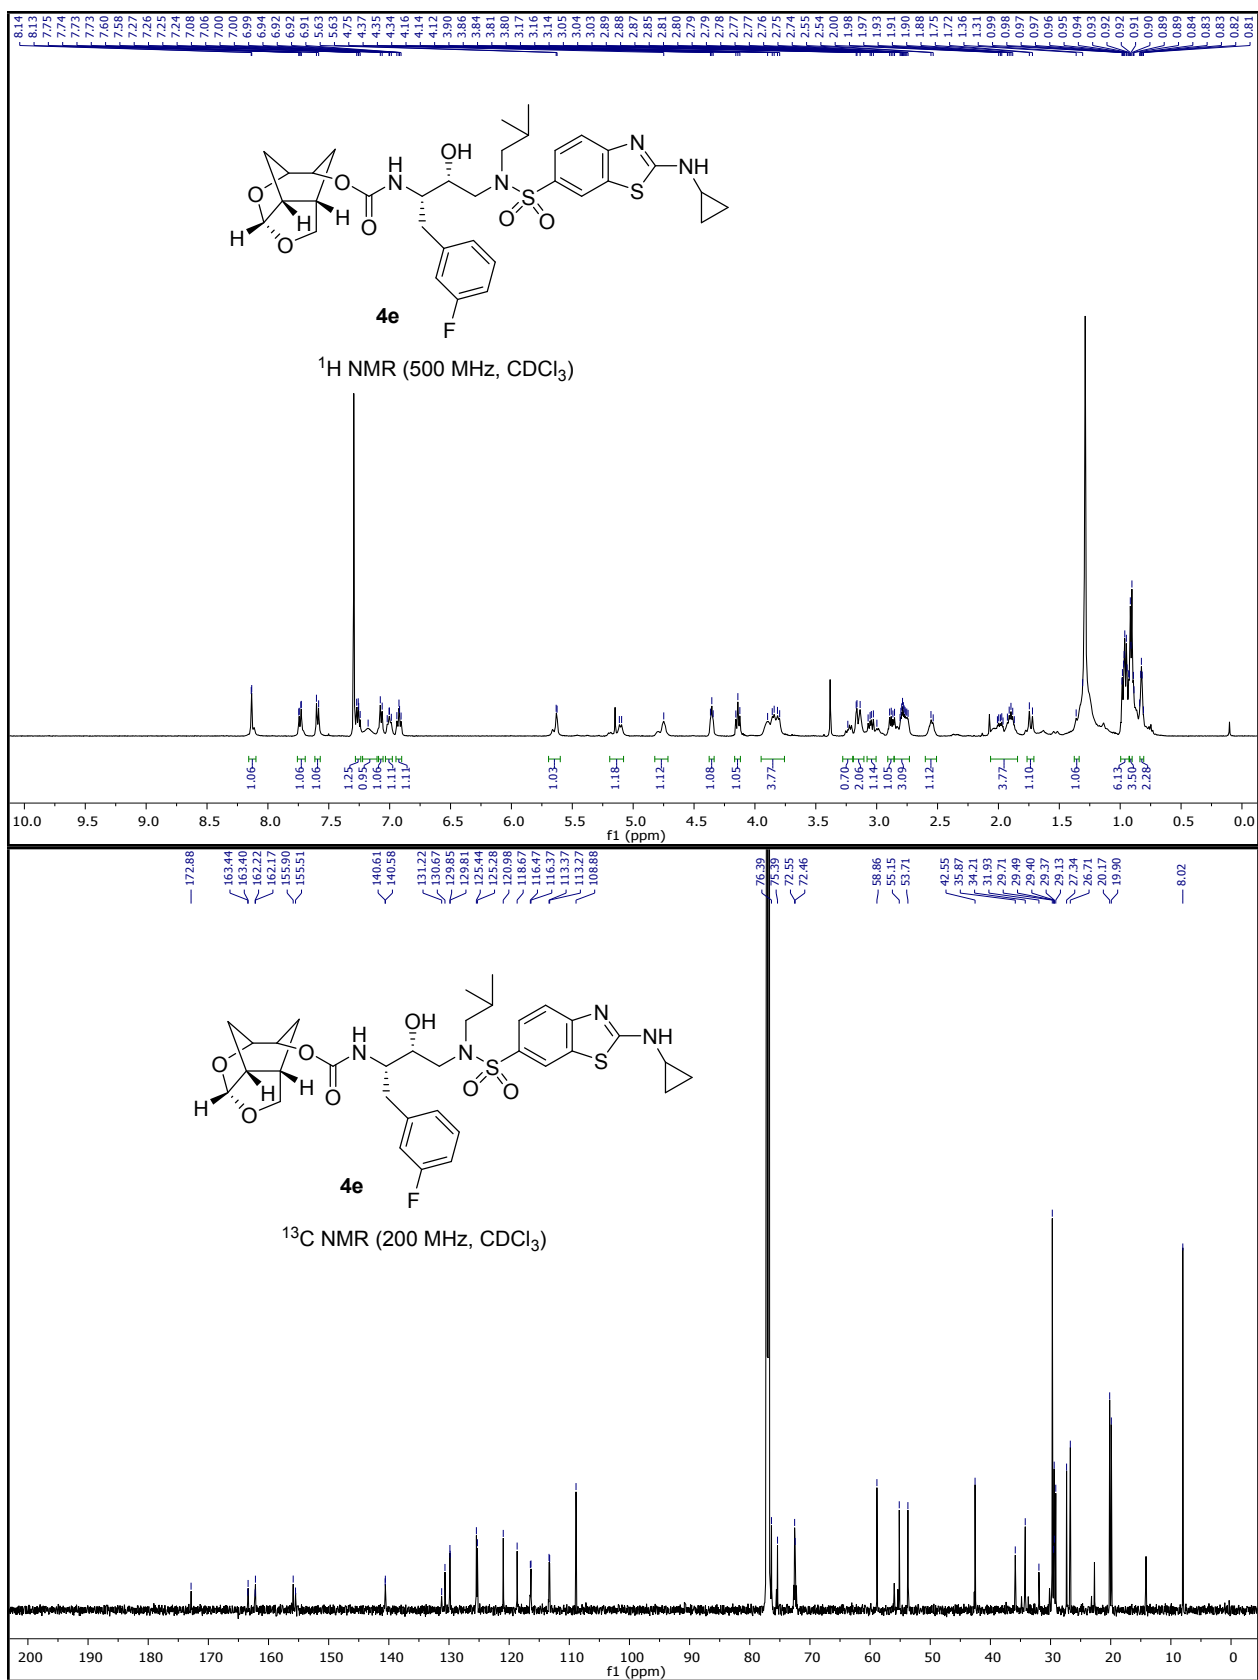 8.14 8.13 7.75 7.74 7.73 7.73 7.60 7.58 7.27 7.26 7.25 7.24 7.08 7.06 7.00 7.00 6.99 6.94 6.92 6.92 6.91 5.63 5.63 4.75 4.37 4.35 4.34 4.16 4.14 4.12 3.90 3.86 3.84 3.81 3.80 3.17 3.16 3.14 3.05 3.04 3.03 2.89 2.88 2.87 2.85 2.81 2.80 2.79 2.79 2.78 2.77 2.77 2.76 2.75 2.74 2.55 2.54 2.00 1.98 1.97 1.93 1.91 1.90 1.88 1.75 1.72 1.36 1.31 0.99 0.98 0.97 0.97 0.96 0.95 0.94 0.93 0.92 0.92 0.91 0.90 0.89 0.89 0.84 0.83 0.83 0.82 0.81
OH
N
NH
S
N
S
O O
H
N
O
O
O
H
H
H
O
F
4e
¹H NMR (500 MHz, CDCl₃)
1.06 1.06 1.06 1.25 0.95 1.06 1.11 1.11 1.03 1.18 1.12 1.08 1.05 3.77 0.70 2.06 1.14 1.05 3.09 1.12 3.77 1.10 1.06 6.13 3.50 2.28
10.0 9.5 9.0 8.5 8.0 7.5 7.0 6.5 6.0 5.5 5.0 4.5 4.0 3.5 3.0 2.5 2.0 1.5 1.0 0.5 0.0
f1 (ppm)
172.88 163.44 163.40 162.22 162.17 155.90 155.51 140.61 140.58 131.22 130.67 129.85 129.81 125.44 125.28 120.98 118.67 116.47 116.37 113.37 113.27 108.88 76.39 75.39 72.55 72.46 58.86 55.15 53.71 42.55 35.87 34.21 31.93 29.71 29.49 29.40 29.37 29.13 27.34 26.71 20.17 19.90 8.02
OH
N
NH
S
N
S
O O
H
N
O
O
O
H
H
H
O
F
4e
¹³C NMR (200 MHz, CDCl₃)
200 190 180 170 160 150 140 130 120 110 100 90 80 70 60 50 40 30 20 10 0
f1 (ppm)